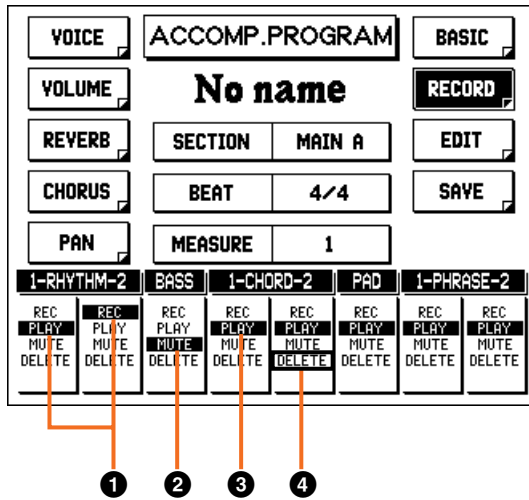 VOICE ACCOMP.PROGRAM BASIC
VOLUME No name RECORD
REVERB SECTION MAIN A EDIT
CHORUS BEAT 4/4 SAVE
PAN MEASURE 1
1-RHYTHM-2 BASS 1-CHORD-2 PAD 1-PHRASE-2
REC REC REC REC REC REC REC REC
PLAY PLAY PLAY PLAY PLAY PLAY PLAY PLAY
MUTE MUTE MUTE MUTE MUTE MUTE MUTE MUTE
DELETE DELETE DELETE DELETE DELETE DELETE DELETE DELETE
1 2 3 4